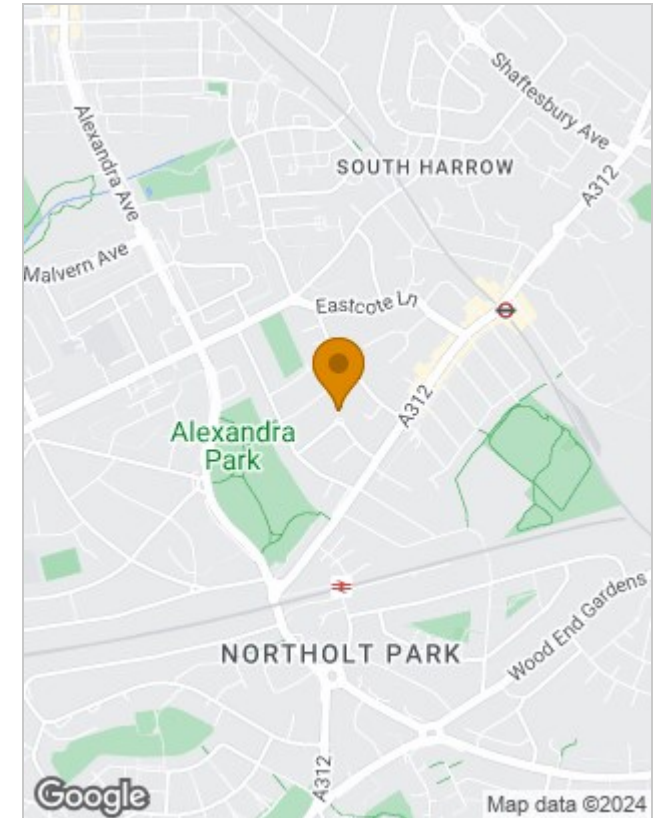 Shaftesbury Ave
Alexandra Ave
SOUTH HARROW
A312
Malvern Ave
Eastcote Ln
A312
Alexandra
Park
Wood End Gardens
NORTHOLT PARK
A312
Google
Map data ©2024